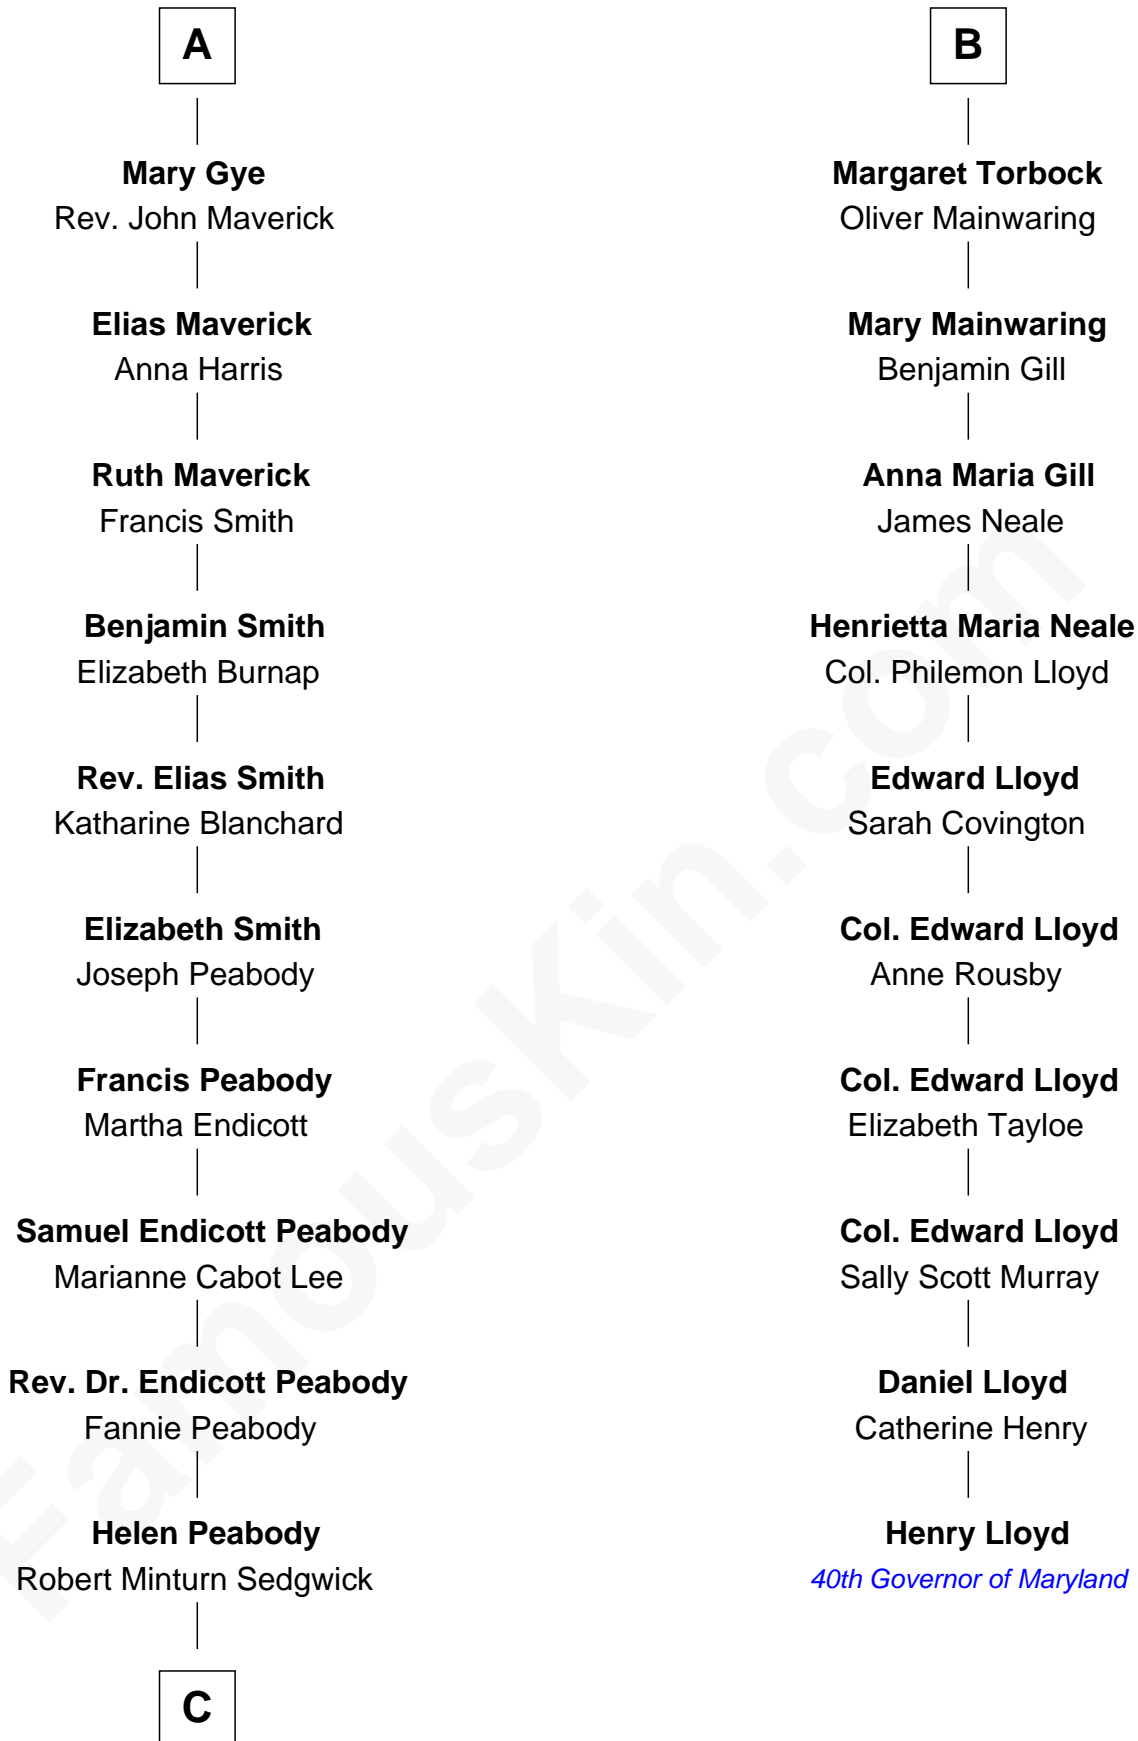 A
Mary Gye
Rev. John Maverick
Elias Maverick
Anna Harris
Ruth Maverick
Francis Smith
Benjamin Smith
Elizabeth Burnap
Rev. Elias Smith
Katharine Blanchard
Elizabeth Smith
Joseph Peabody
Francis Peabody
Martha Endicott
Samuel Endicott Peabody
Marianne Cabot Lee
Rev. Dr. Endicott Peabody
Fannie Peabody
Helen Peabody
Robert Minturn Sedgwick
C
B
Margaret Torbock
Oliver Mainwaring
Mary Mainwaring
Benjamin Gill
Anna Maria Gill
James Neale
Henrietta Maria Neale
Col. Philemon Lloyd
Edward Lloyd
Sarah Covington
Col. Edward Lloyd
Anne Rousby
Col. Edward Lloyd
Elizabeth Tayloe
Col. Edward Lloyd
Sally Scott Murray
Daniel Lloyd
Catherine Henry
Henry Lloyd
40th Governor of Maryland
FamousKin.com